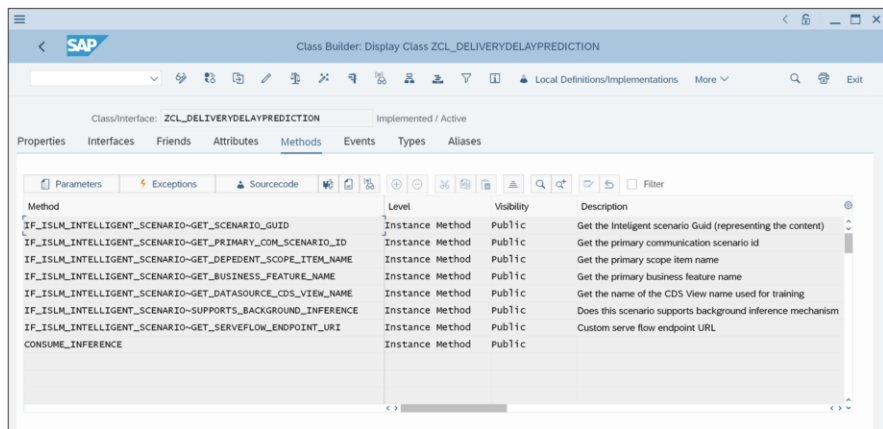 SAP
Class Builder: Display Class ZCL_DELIVERYDELAYPREDICTION
Local Definitions/Implementations More Exit
Class/Interface: ZCL_DELIVERYDELAYPREDICTION Implemented / Active
Properties Interfaces Friends Attributes Methods Events Types Aliases
Parameters Exceptions Sourcecode Filter
Method Level Visibility Description
IF_ISLM_INTELLIGENT_SCENARIO~GET_SCENARIO_GUID Instance Method Public Get the Inteligent scenario Guid (representing the content)
IF_ISLM_INTELLIGENT_SCENARIO~GET_PRIMARY_COM_SCENARIO_ID Instance Method Public Get the primary communication scenario id
IF_ISLM_INTELLIGENT_SCENARIO~GET_DEPEDENT_SCOPE_ITEM_NAME Instance Method Public Get the primary scope item name
IF_ISLM_INTELLIGENT_SCENARIO~GET_BUSINESS_FEATURE_NAME Instance Method Public Get the primary business feature name
IF_ISLM_INTELLIGENT_SCENARIO~GET_DATASOURCE_CDS_VIEW_NAME Instance Method Public Get the name of the CDS View name used for training
IF_ISLM_INTELLIGENT_SCENARIO~SUPPORTS_BACKGROUND_INFERENCE Instance Method Public Does this scenario supports background inference mechanism
IF_ISLM_INTELLIGENT_SCENARIO~GET_SERVEFLOW_ENDPOINT_URI Instance Method Public Custom serve flow endpoint URL
CONSUME_INFERENCE Instance Method Public